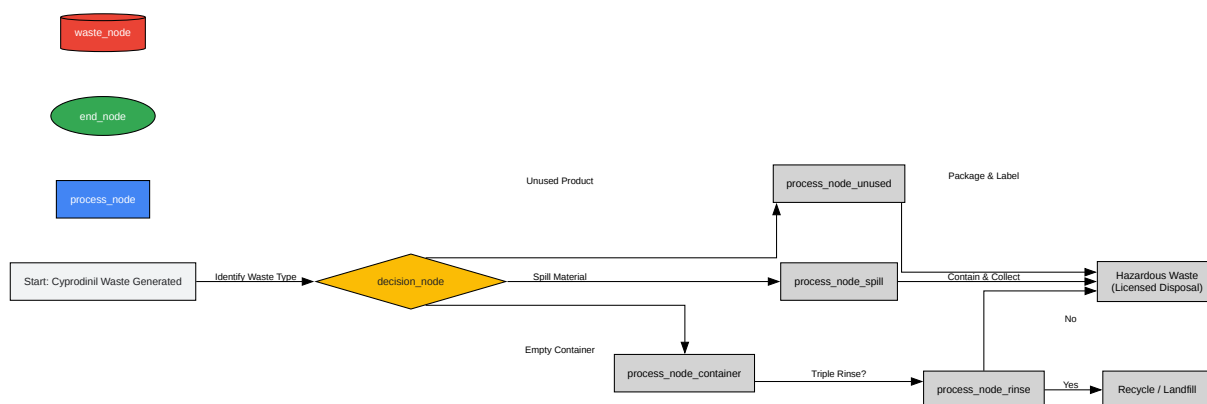 waste_node
end_node
process_node
Unused Product
process_node_unused
Package & Label
Start: Cyprodinil Waste Generated
Identify Waste Type
decision_node
Spill Material
process_node_spill
Contain & Collect
Hazardous Waste
(Licensed Disposal)
No
Empty Container
process_node_container
Triple Rinse?
process_node_rinse
Yes
Recycle / Landfill